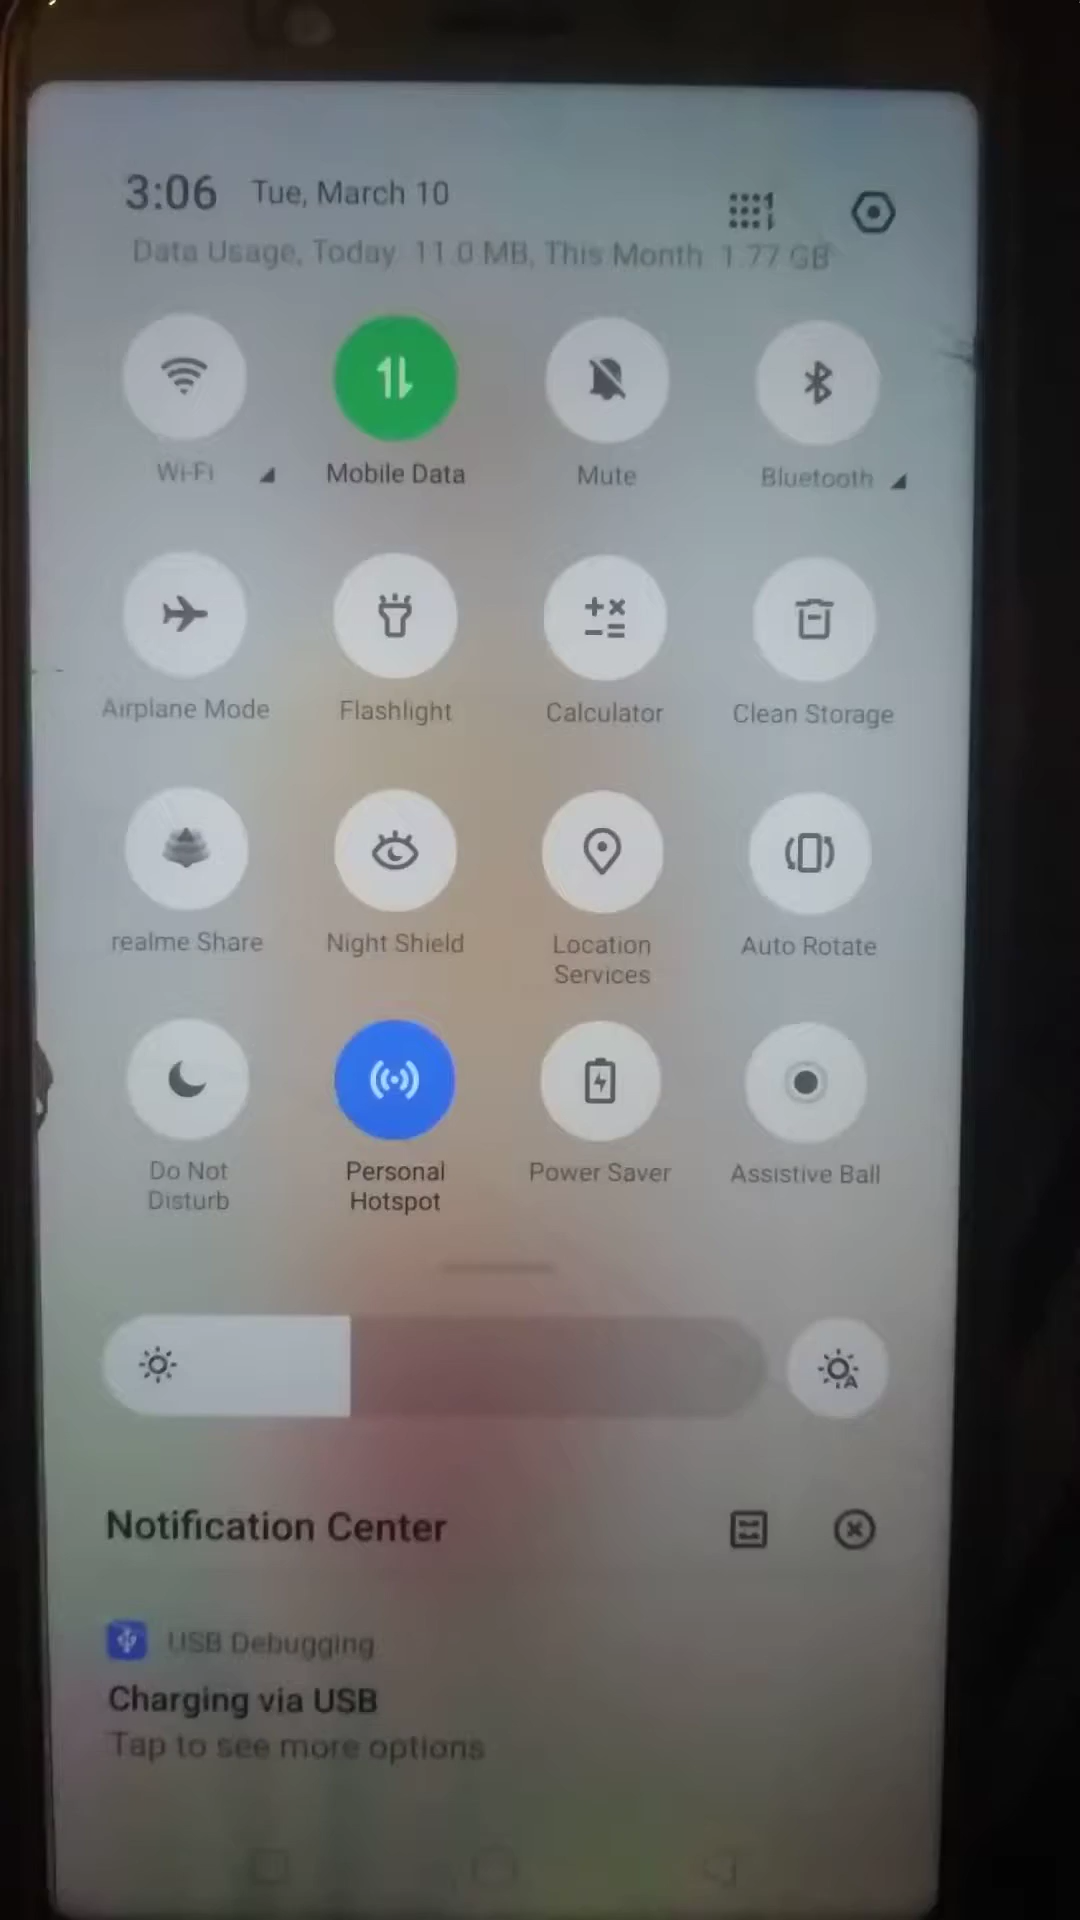 3:06 Tue, March 10
Data Usage, Today 11.0 MB, This Month 1.77 GB
Wi-Fi Mobile Data Mute Bluetooth
Airplane Mode Flashlight Calculator Clean Storage
realme Share Night Shield Location Services Auto Rotate
Do Not Disturb Personal Hotspot Power Saver Assistive Ball
A
Notification Center
USB Debugging
Charging via USB
Tap to see more options